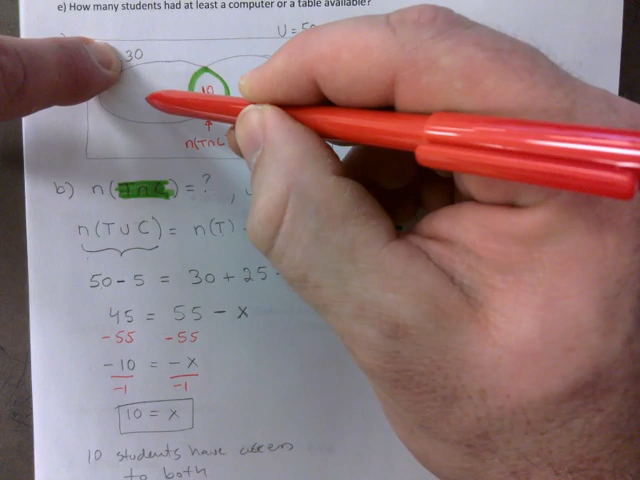 e) How many students had at least a computer or a table available?
U = 50
30
10
n(T∩C
b) n(T∩C) = ? ,
n(T∪C) = n(T)
50 - 5 = 30 + 25
45 = 55 - x
-55 -55
-10 = -x
-1 -1
10 = x
10 students have access
to both